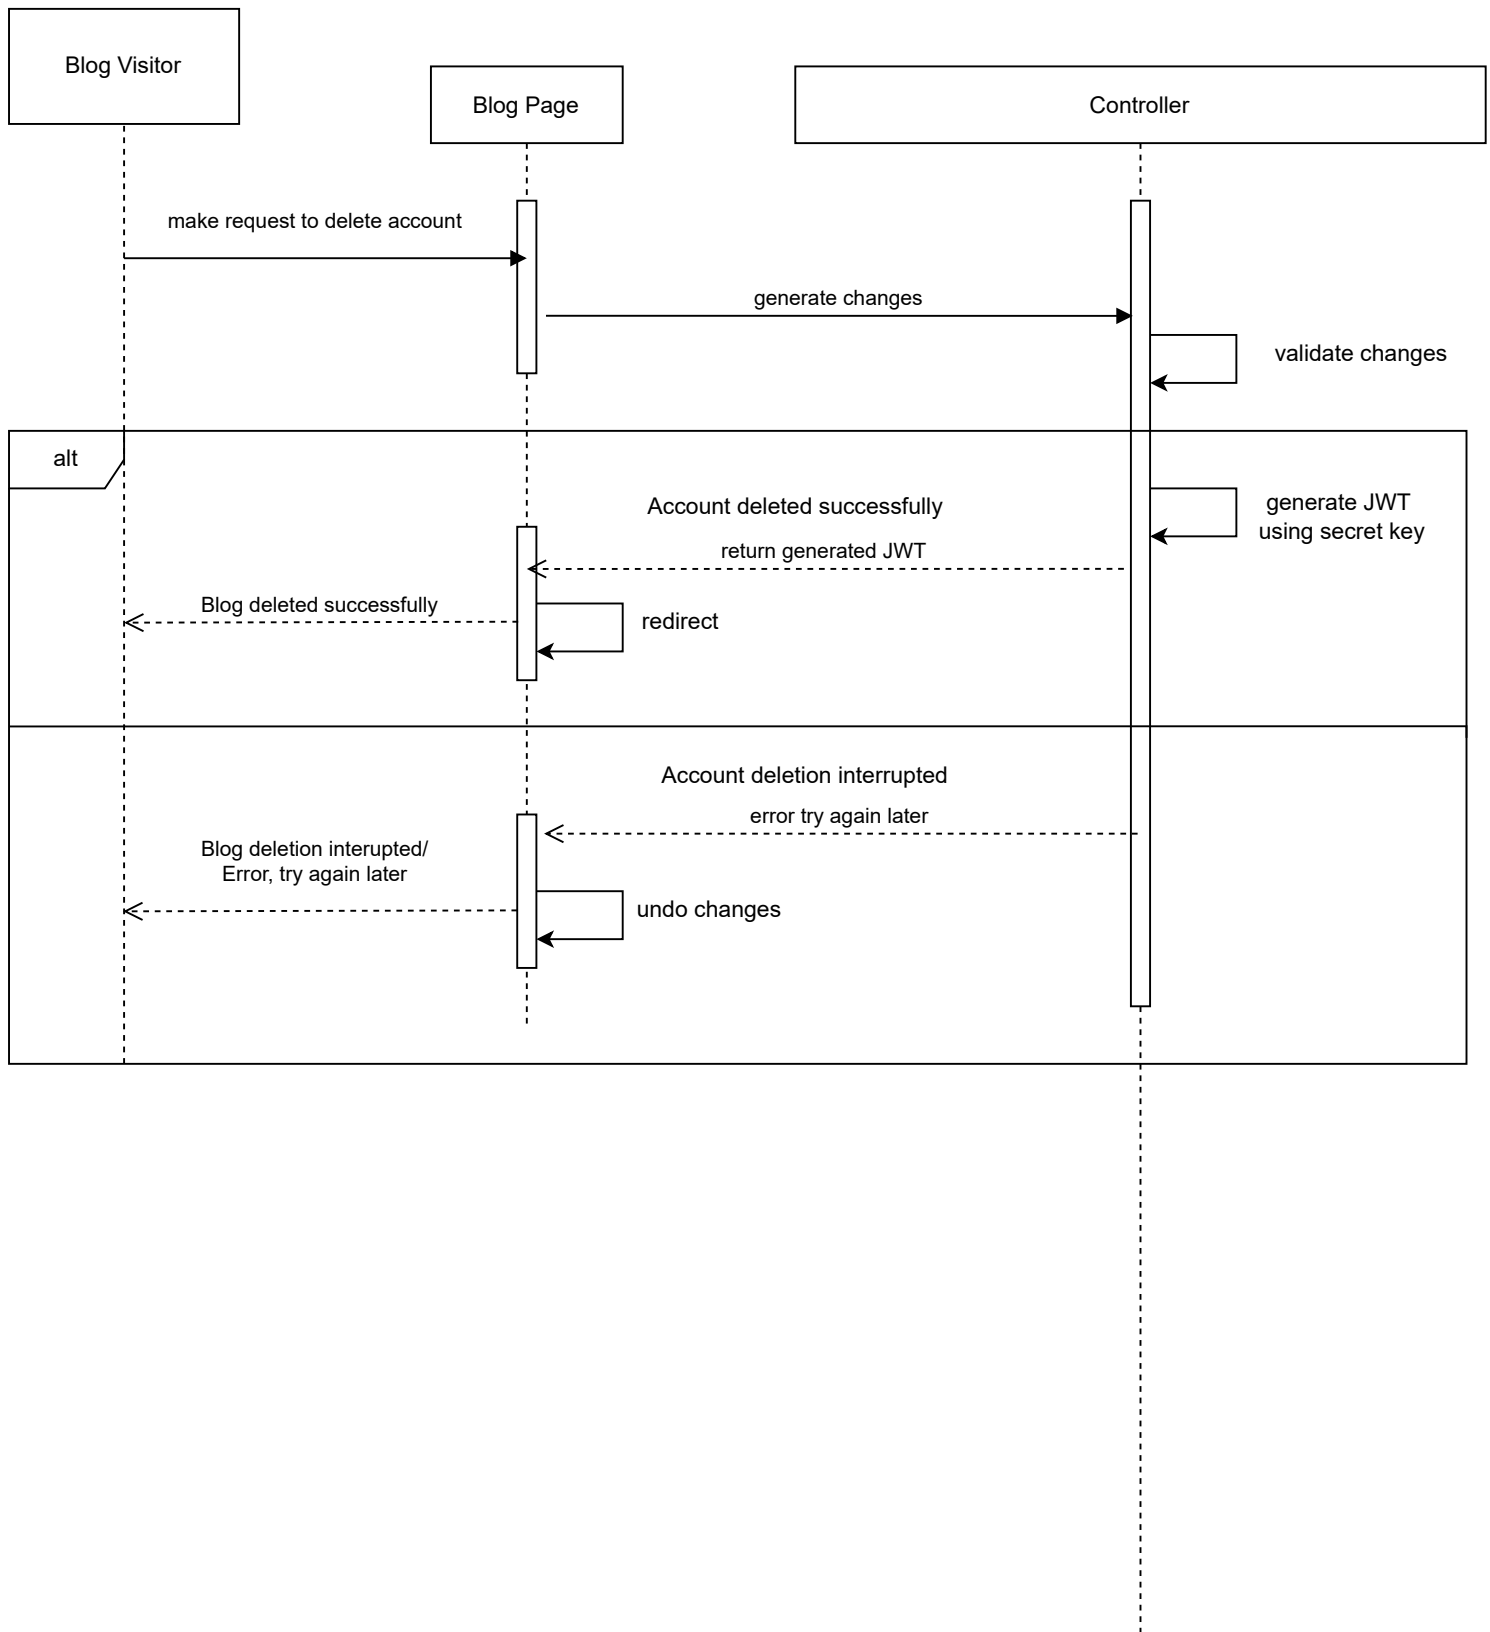 Blog Visitor
Blog Page
Controller
make request to delete account
generate changes
validate changes
alt
Account deleted successfully
generate JWT
using secret key
return generated JWT
Blog deleted successfully
redirect
Account deletion interrupted
error try again later
Blog deletion interupted/
Error, try again later
undo changes